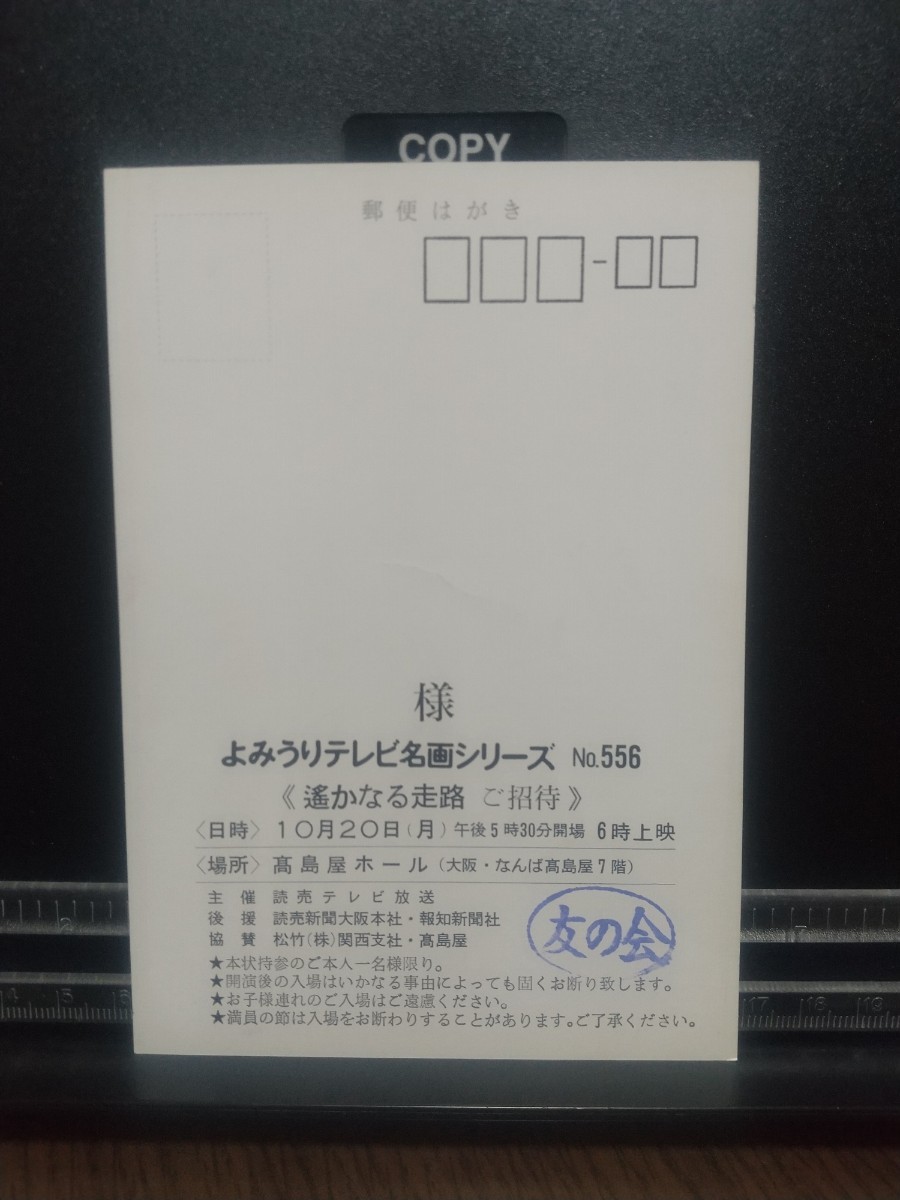 COPY
郵便はがき
様
よみうりテレビ名画シリーズ No.556
《遙かなる走路 ご招待》
〈日時〉 10月20日(月) 午後5時30分開場 6時上映
〈場所〉 髙島屋ホール (大阪・なんば髙島屋7階)
主催 読売テレビ放送
後援 読売新聞大阪本社・報知新聞社
協賛 松竹(株)関西支社・髙島屋
友の会
★本状持参のご本人一名様限り。
★開演後の入場はいかなる事由によっても固くお断り致します。
★お子様連れのご入場はご遠慮ください。
★満員の節は入場をお断わりすることがあります。ご了承ください。
2 7
4 5 6 17 18 19